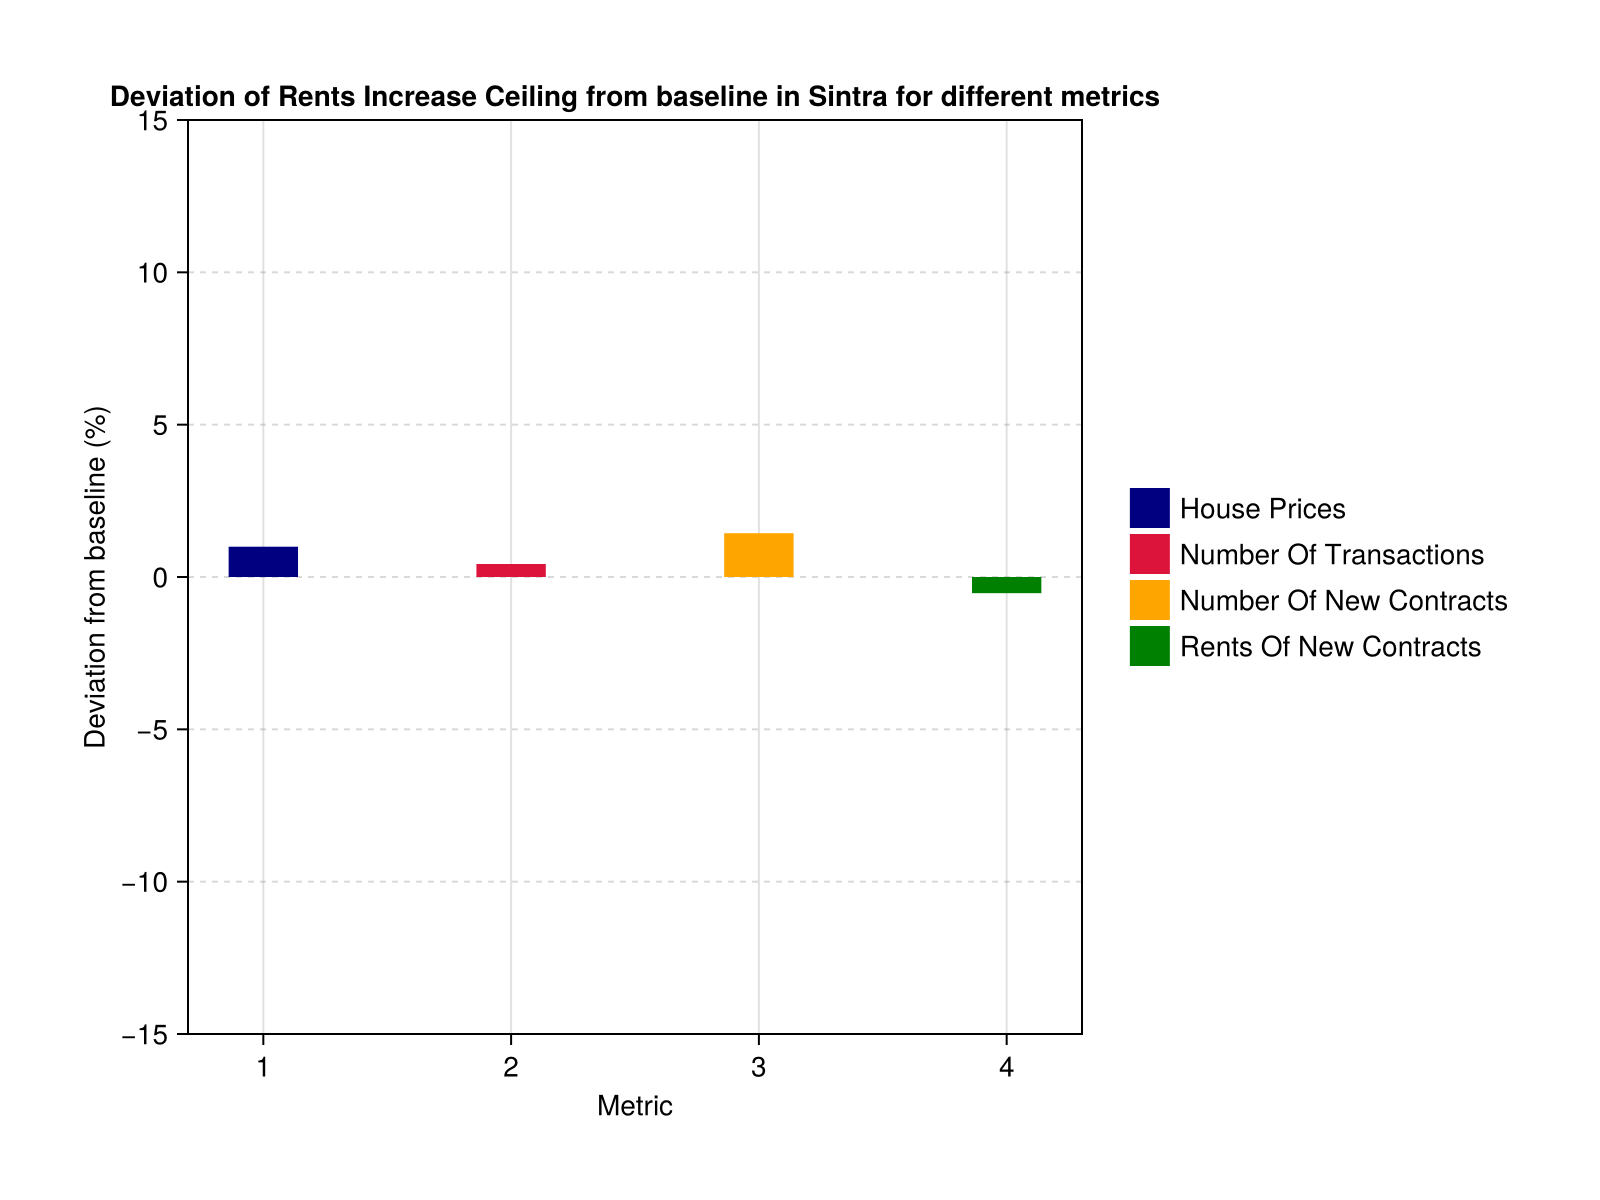 Deviation of Rents Increase Ceiling from baseline in Sintra for different metrics
15
10
5
0
−5
−10
−15
Deviation from baseline (%)
1 2 3 4
Metric
House Prices
Number Of Transactions
Number Of New Contracts
Rents Of New Contracts